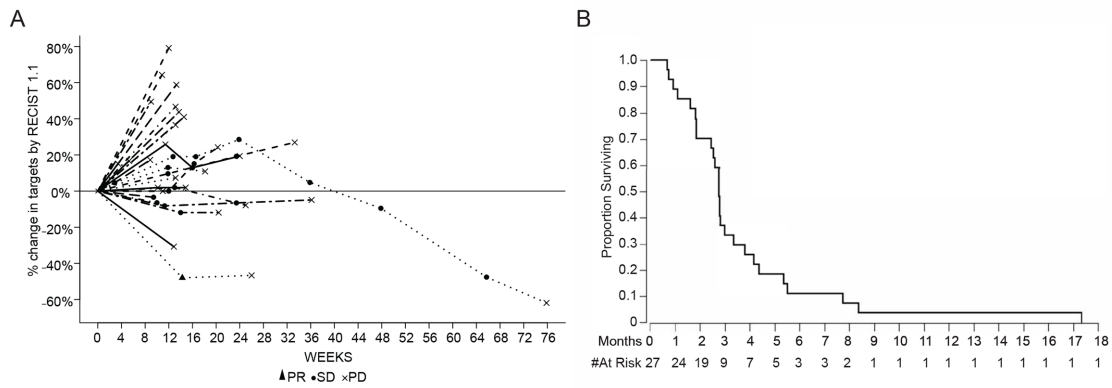 A
B
% change in targets by RECIST 1.1
80%
60%
40%
20%
0%
-20%
-40%
-60%
0 4 8 12 16 20 24 28 32 36 40 44 48 52 56 60 64 68 72 76
WEEKS
▲PR ●SD ×PD
Proportion Surviving
1.0
0.9
0.8
0.7
0.6
0.5
0.4
0.3
0.2
0.1
0
Months 0 1 2 3 4 5 6 7 8 9 10 11 12 13 14 15 16 17 18
#At Risk 27 24 19 9 7 5 3 3 2 1 1 1 1 1 1 1 1 1